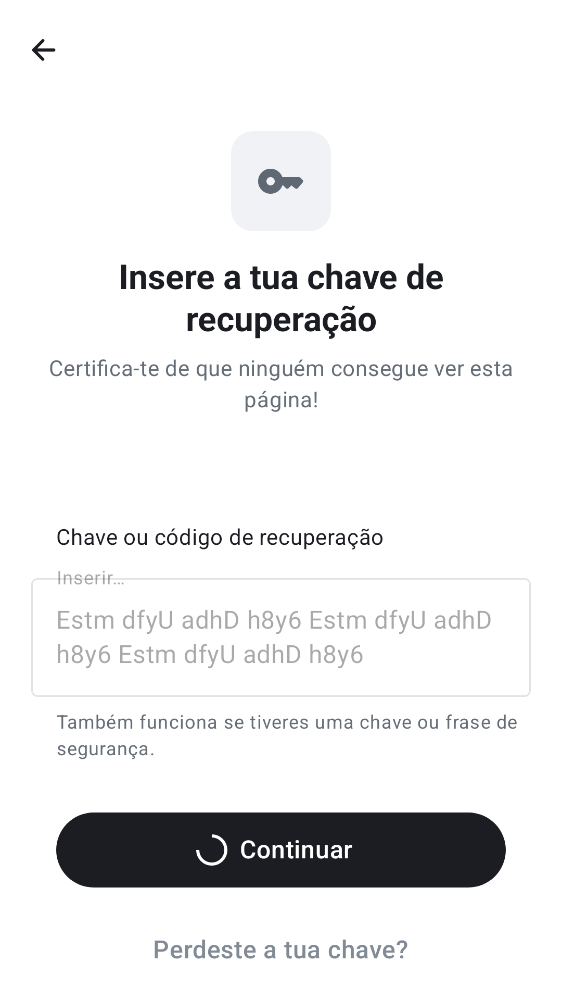 Insere a tua chave de
recuperação
Certifica-te de que ninguém consegue ver esta
página!
Chave ou código de recuperação
Inserir…
Estm dfyU adhD h8y6 Estm dfyU adhD
h8y6 Estm dfyU adhD h8y6
Também funciona se tiveres uma chave ou frase de
segurança.
Continuar
Perdeste a tua chave?